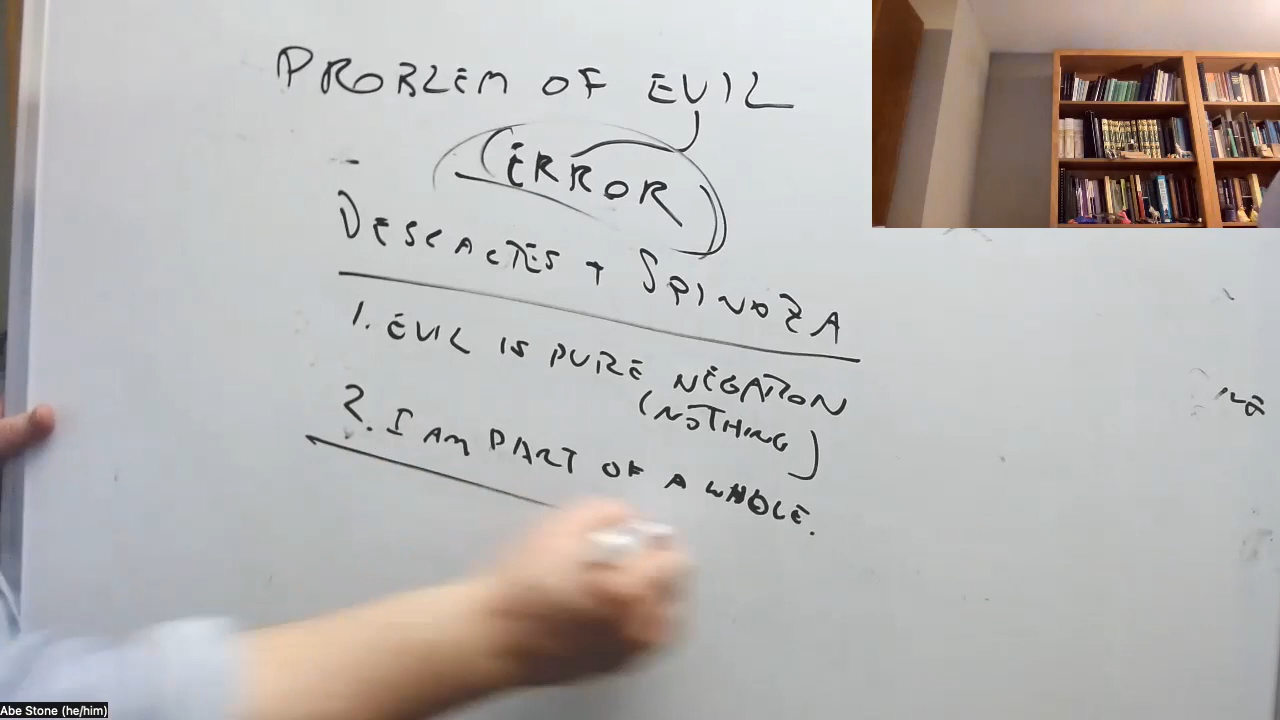 PROBLEM OF EVIL
(ERROR)
DESCARTES + SPINOZA
1. EVIL IS PURE NEGATION
(NOTHING)
2. I AM PART OF A WHOLE.
Abe Stone (he/him)